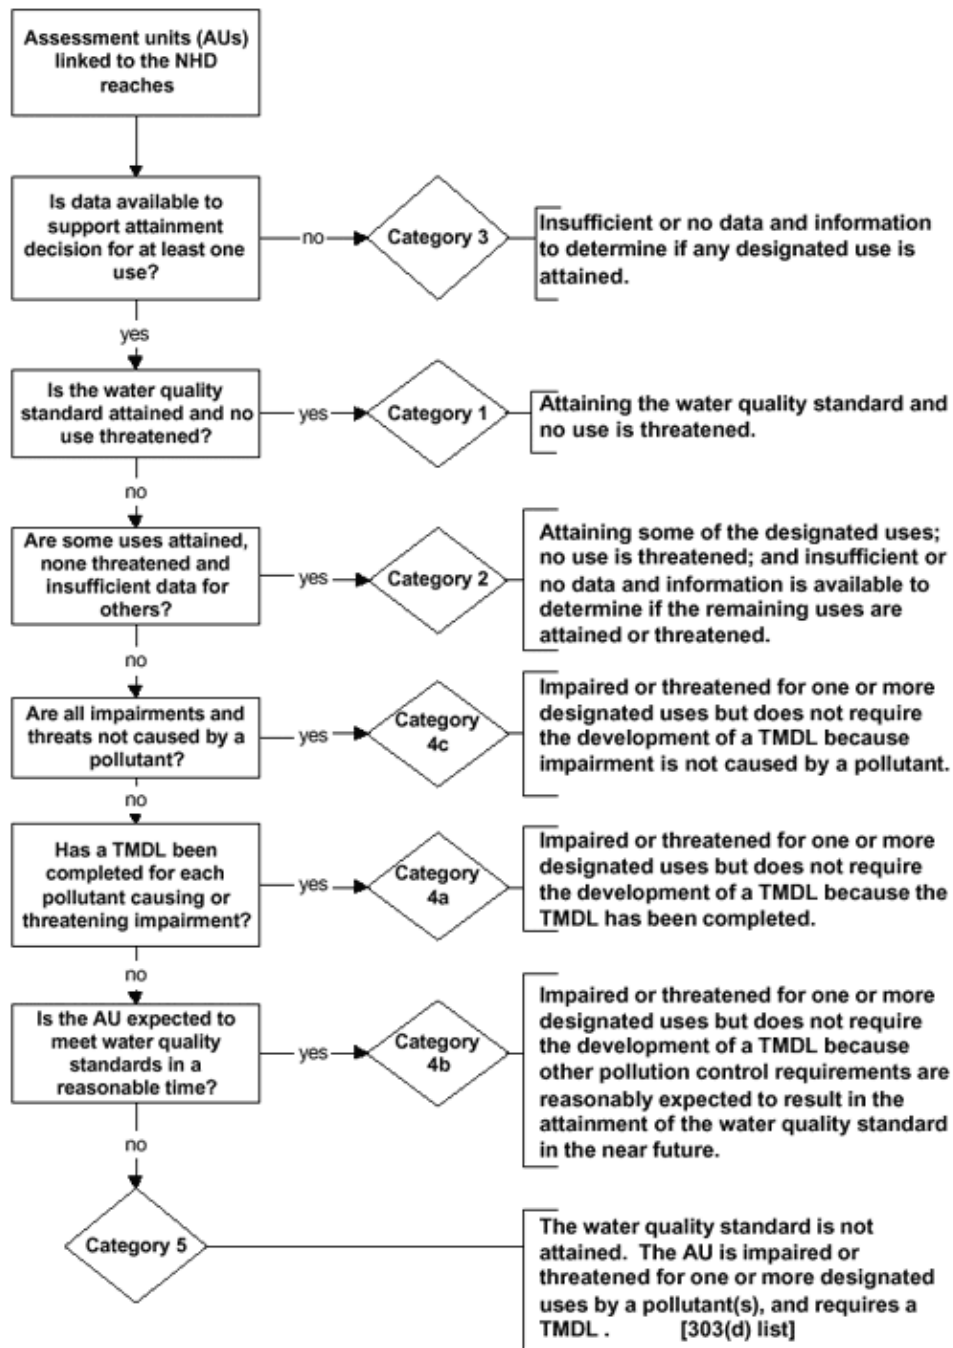 Assessment units (AUs)
linked to the NHD
reaches
Is data available to
support attainment
decision for at least one
use?
no
Category 3
Insufficient or no data and information
to determine if any designated use is
attained.
yes
Is the water quality
standard attained and no
use threatened?
yes
Category 1
Attaining the water quality standard and
no use is threatened.
no
Are some uses attained,
none threatened and
insufficient data for
others?
yes
Category 2
Attaining some of the designated uses;
no use is threatened; and insufficient or
no data and information is available to
determine if the remaining uses are
attained or threatened.
no
Are all impairments and
threats not caused by a
pollutant?
yes
Category
4c
Impaired or threatened for one or more
designated uses but does not require
the development of a TMDL because
impairment is not caused by a pollutant.
no
Has a TMDL been
completed for each
pollutant causing or
threatening impairment?
yes
Category
4a
Impaired or threatened for one or more
designated uses but does not require
the development of a TMDL because the
TMDL has been completed.
no
Is the AU expected to
meet water quality
standards in a
reasonable time?
yes
Category
4b
Impaired or threatened for one or more
designated uses but does not require
the development of a TMDL because
other pollution control requirements are
reasonably expected to result in the
attainment of the water quality standard
in the near future.
no
Category 5
The water quality standard is not
attained. The AU is impaired or
threatened for one or more designated
uses by a pollutant(s), and requires a
TMDL . [303(d) list]